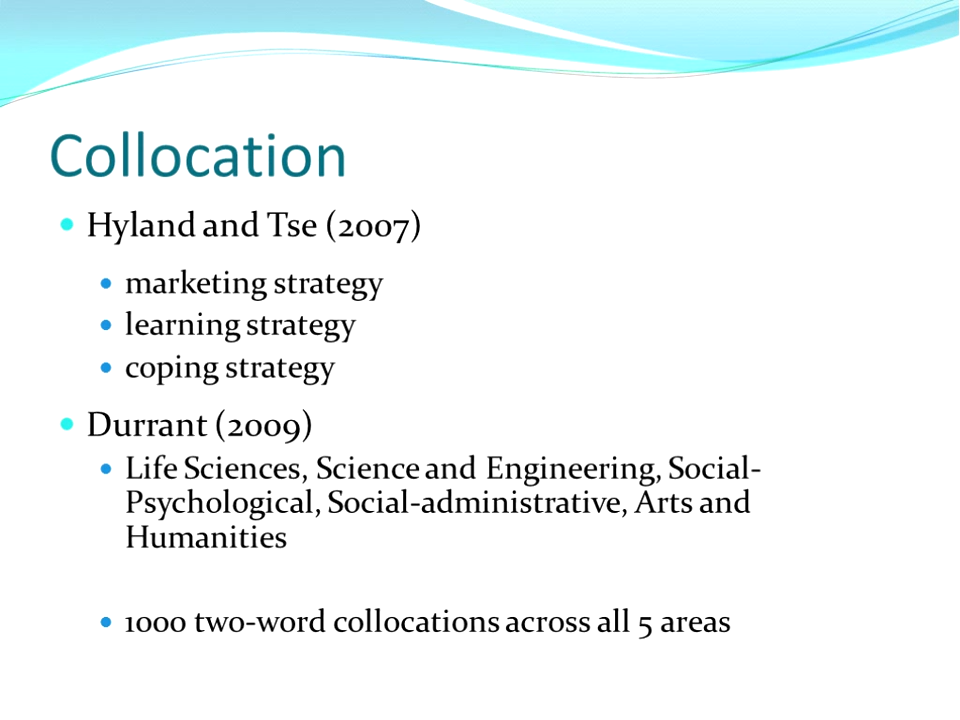 Collocation
Hyland and Tse (2007)
marketing strategy
learning strategy
coping strategy
Durrant (2009)
Life Sciences, Science and Engineering, Social-
Psychological, Social-administrative, Arts and
Humanities
1000 two-word collocations across all 5 areas